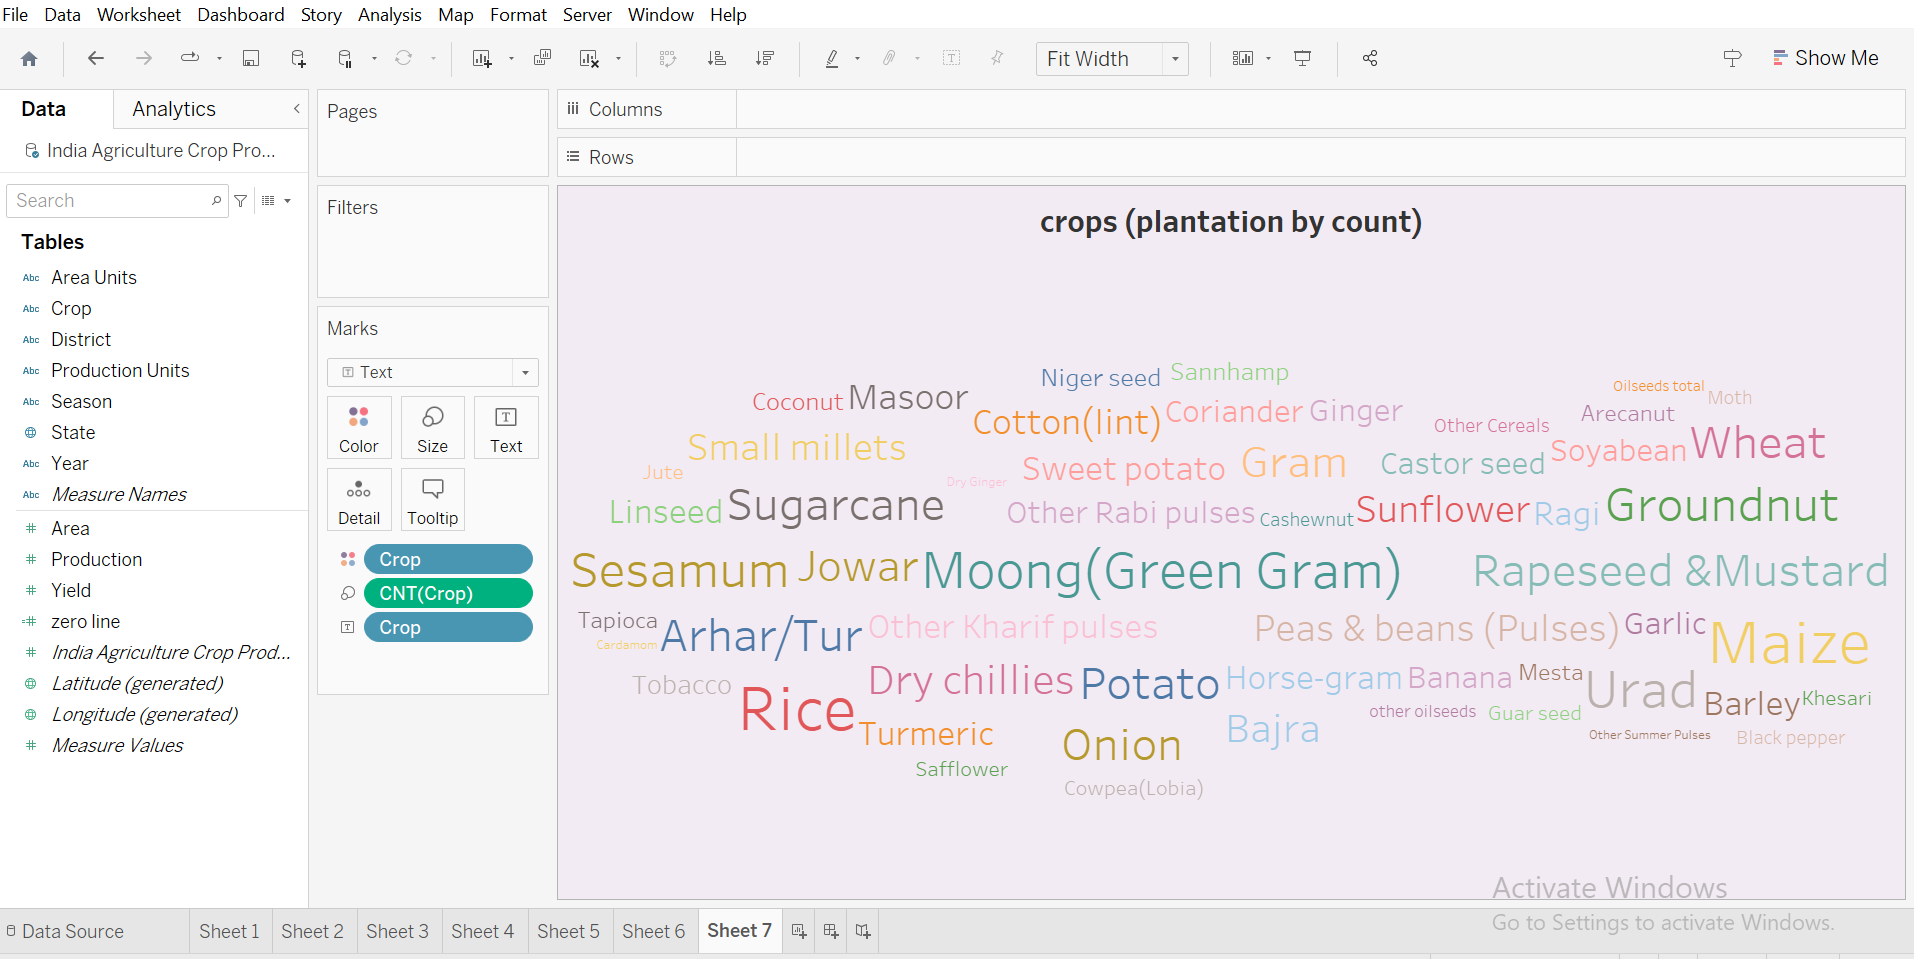 File Data Worksheet Dashboard Story Analysis Map Format Server Window Help
Fit Width
Show Me
Data Analytics
India Agriculture Crop Pro...
Search
Tables
Abc Area Units
Abc Crop
Abc District
Abc Production Units
Abc Season
State
Abc Year
Abc Measure Names
# Area
# Production
# Yield
=# zero line
# India Agriculture Crop Prod...
Latitude (generated)
Longitude (generated)
# Measure Values
Pages
Filters
Marks
T Text
Color Size Text
Detail Tooltip
Crop
CNT(Crop)
Crop
iii Columns
Rows
crops (plantation by count)
Niger seed Sannhamp
Coconut Masoor Oilseeds total Moth
Cotton(lint) Coriander Ginger Other Cereals Arecanut
Small millets Sweet potato Gram Castor seed Soyabean Wheat
Jute Dry Ginger
Linseed Sugarcane Other Rabi pulses Cashewnut Sunflower Ragi Groundnut
Sesamum Jowar Moong(Green Gram) Rapeseed &Mustard
Tapioca Arhar/Tur Other Kharif pulses Peas & beans (Pulses) Garlic Maize
Cardamom
Tobacco Dry chillies Potato Horse-gram Banana Mesta Urad Barley Khesari
Rice other oilseeds Guar seed
Turmeric Onion Bajra Other Summer Pulses Black pepper
Safflower
Cowpea(Lobia)
Activate Windows
Go to Settings to activate Windows.
Data Source Sheet 1 Sheet 2 Sheet 3 Sheet 4 Sheet 5 Sheet 6 Sheet 7